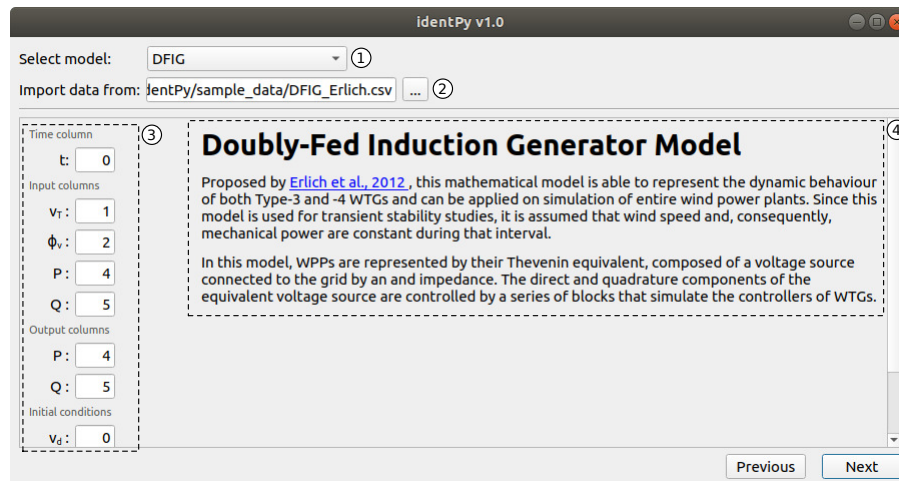 identPy v1.0
Select model: DFIG ①
Import data from: dentPy/sample_data/DFIG_Erlich.csv ... ②
Time column
t: 0
Input columns
vT: 1
ϕv: 2
P: 4
Q: 5
Output columns
P: 4
Q: 5
Initial conditions
vd: 0
③
Doubly-Fed Induction Generator Model
Proposed by Erlich et al., 2012 , this mathematical model is able to represent the dynamic behaviour
of both Type-3 and -4 WTGs and can be applied on simulation of entire wind power plants. Since this
model is used for transient stability studies, it is assumed that wind speed and, consequently,
mechanical power are constant during that interval.
In this model, WPPs are represented by their Thevenin equivalent, composed of a voltage source
connected to the grid by an and impedance. The direct and quadrature components of the
equivalent voltage source are controlled by a series of blocks that simulate the controllers of WTGs.
④
Previous Next